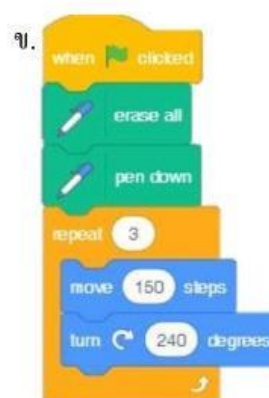 ข.
when clicked
erase all
pen down
repeat 3
move 150 steps
turn 240 degrees